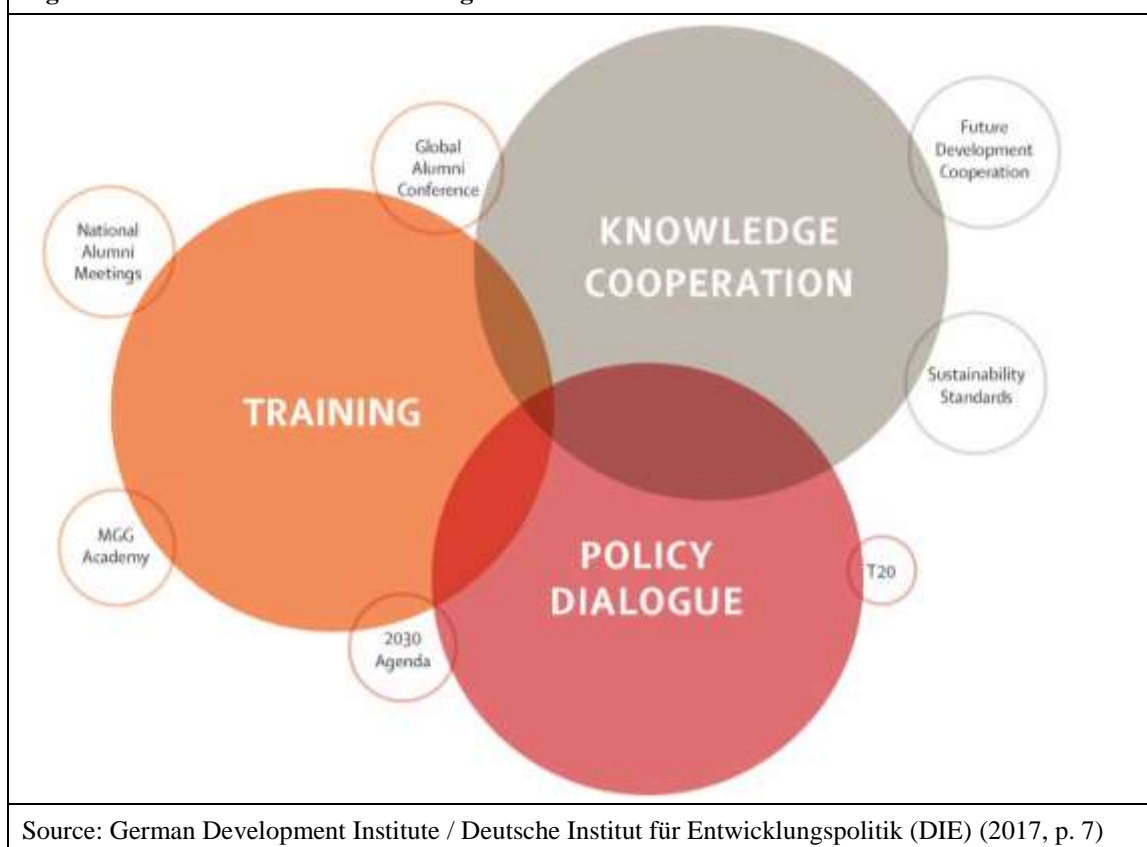 Global
Alumni
Conference
Future
Development
Cooperation
National
Alumni
Meetings
KNOWLEDGE
COOPERATION
Sustainability
Standards
TRAINING
MGG
Academy
POLICY
DIALOGUE
T20
2030
Agenda
Source: German Development Institute / Deutsche Institut für Entwicklungspolitik (DIE) (2017, p. 7)